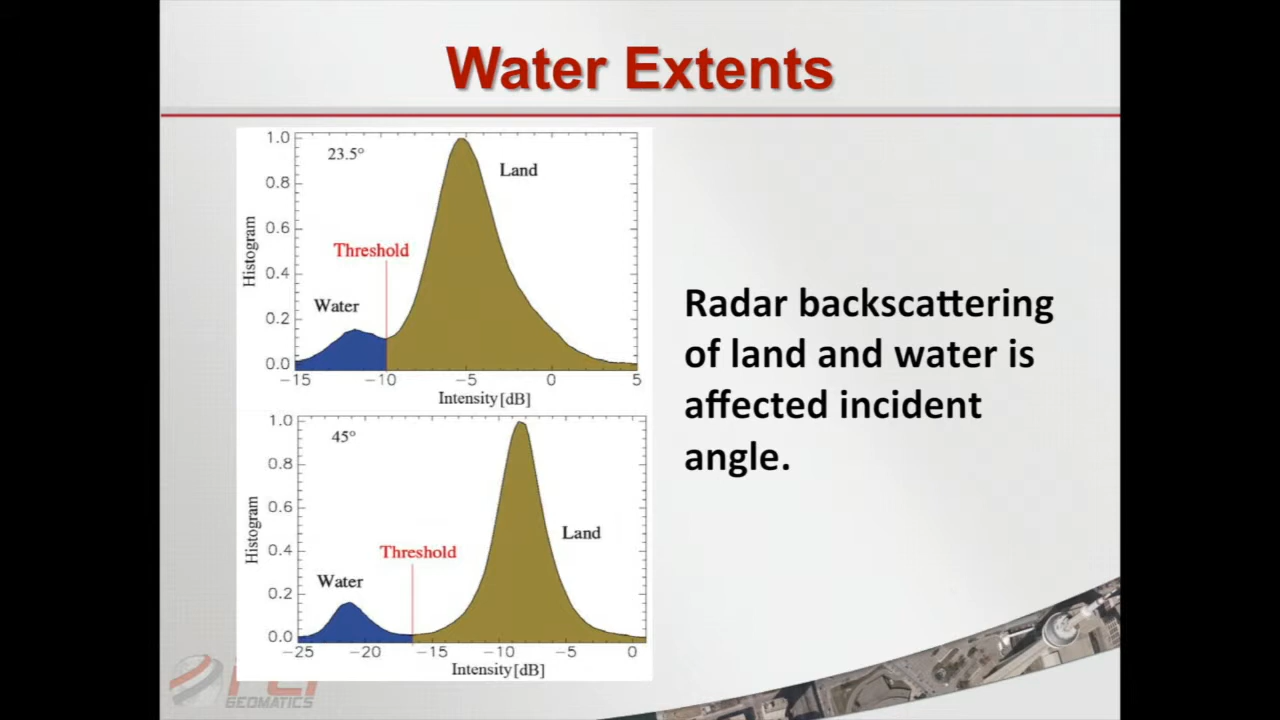 Water Extents
1.0
23.5°
Land
0.8
0.6
Threshold
0.4
Water
0.2
0.0
Histogram
−15 −10 −5 0 5
Intensity[dB]
1.0
45°
0.8
0.6
Land
Threshold
0.4
Water
0.2
0.0
Histogram
−25 −20 −15 −10 −5 0
Intensity[dB]
Radar backscattering
of land and water is
affected incident
angle.
PCI
GEOMATICS